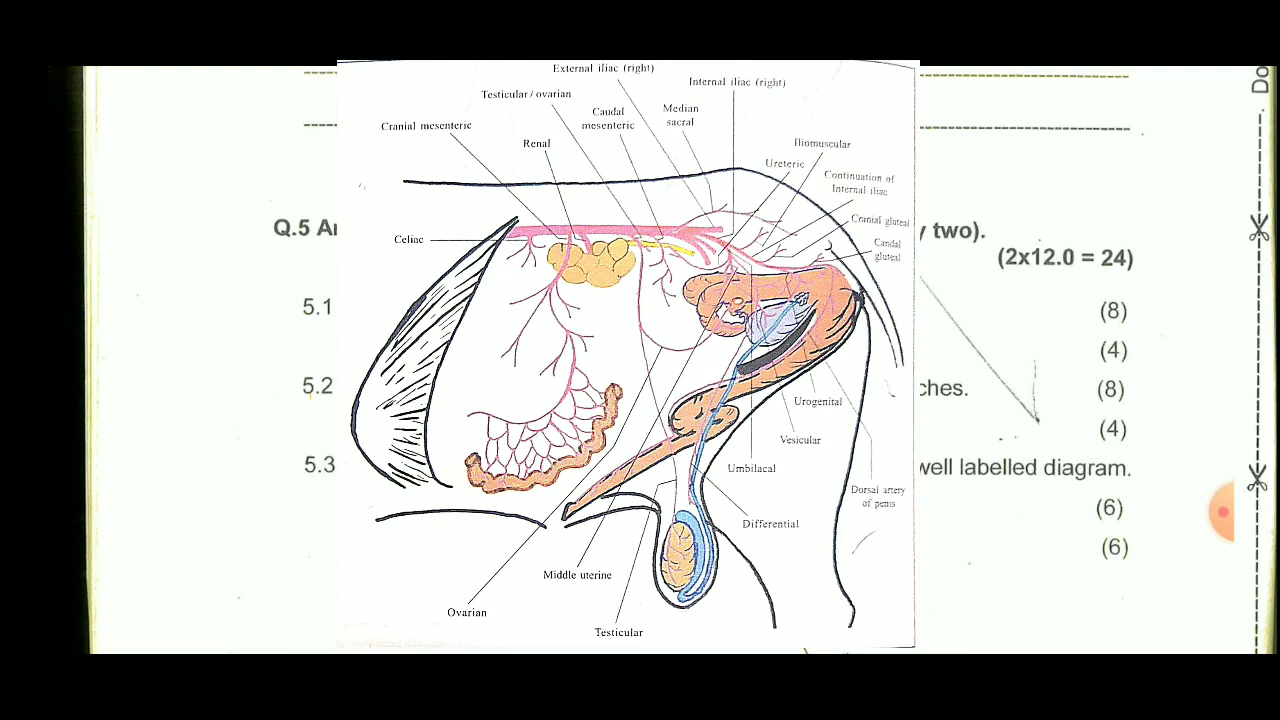 Do
External iliac (right)
Internal iliac (right)
Testicular / ovarian
Caudal
mesenteric
Median
sacral
Cranial mesenteric
Renal
Iliomuscular
Ureteric
Continuation of
Internal iliac
Cranial gluteal
Candal
gluteal
Celiac
Q.5 An
y two).
(2x12.0 = 24)
5.1
(8)
(4)
5.2
ches.
(8)
(4)
5.3
well labelled diagram.
(6)
(6)
Urogenital
Vesicular
Umbilacal
Dorsal artery
of penis
Differential
Middle uterine
Ovarian
Testicular